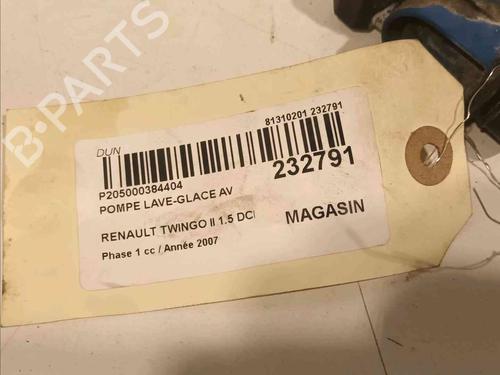 B-PARTS
DUN
81310201 232791
P205000384404
232791
POMPE LAVE-GLACE AV
RENAULT TWINGO II 1.5 DCI
MAGASIN
Phase 1 cc / Année 2007